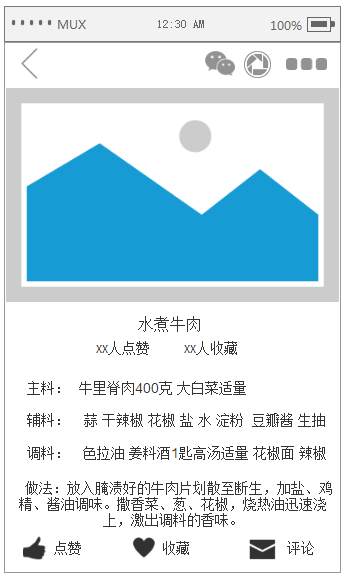 MUX 12:30 AM 100%
水煮牛肉
xx人点赞 xx人收藏
主料： 牛里脊肉400克 大白菜适量
辅料： 蒜 干辣椒 花椒 盐 水 淀粉 豆瓣酱 生抽
调料： 色拉油 姜料酒1匙高汤适量 花椒面 辣椒
做法：放入腌渍好的牛肉片划散至断生，加盐、鸡
精、酱油调味。撒香菜、葱、花椒，烧热油迅速浇
上，激出调料的香味。
点赞 收藏 评论